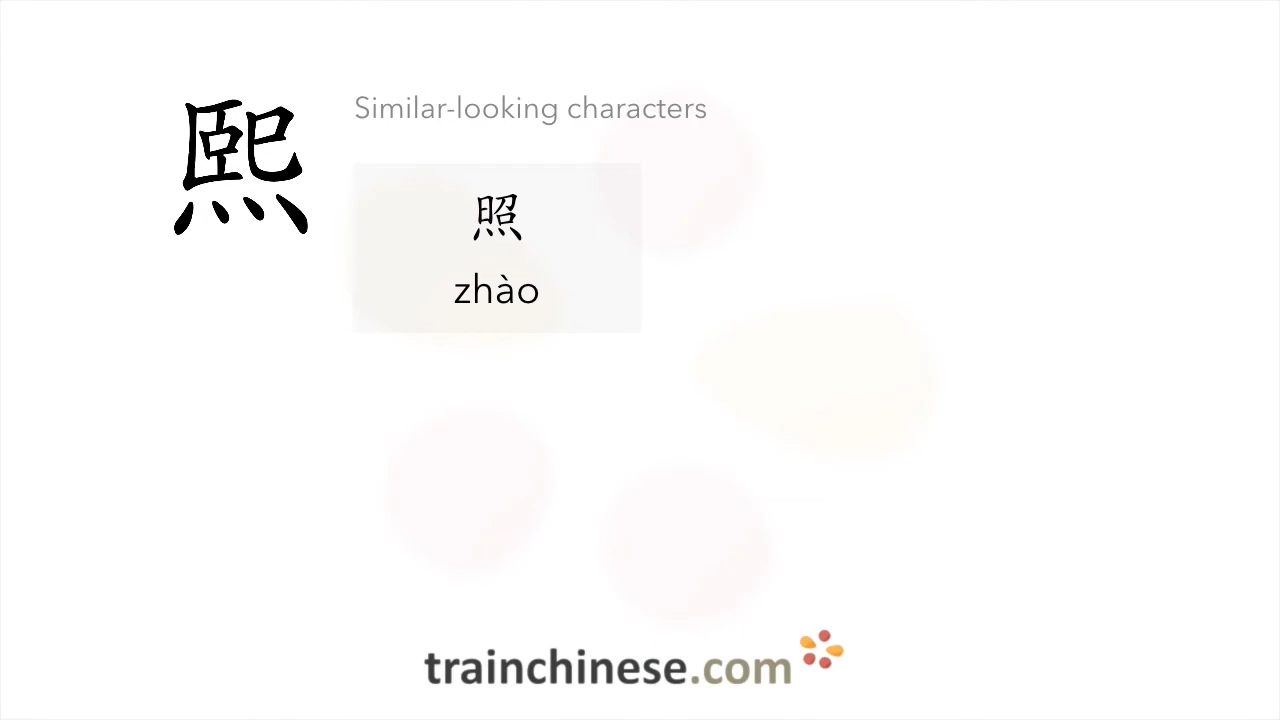 熙
Similar-looking characters
照
zhào
trainchinese.com